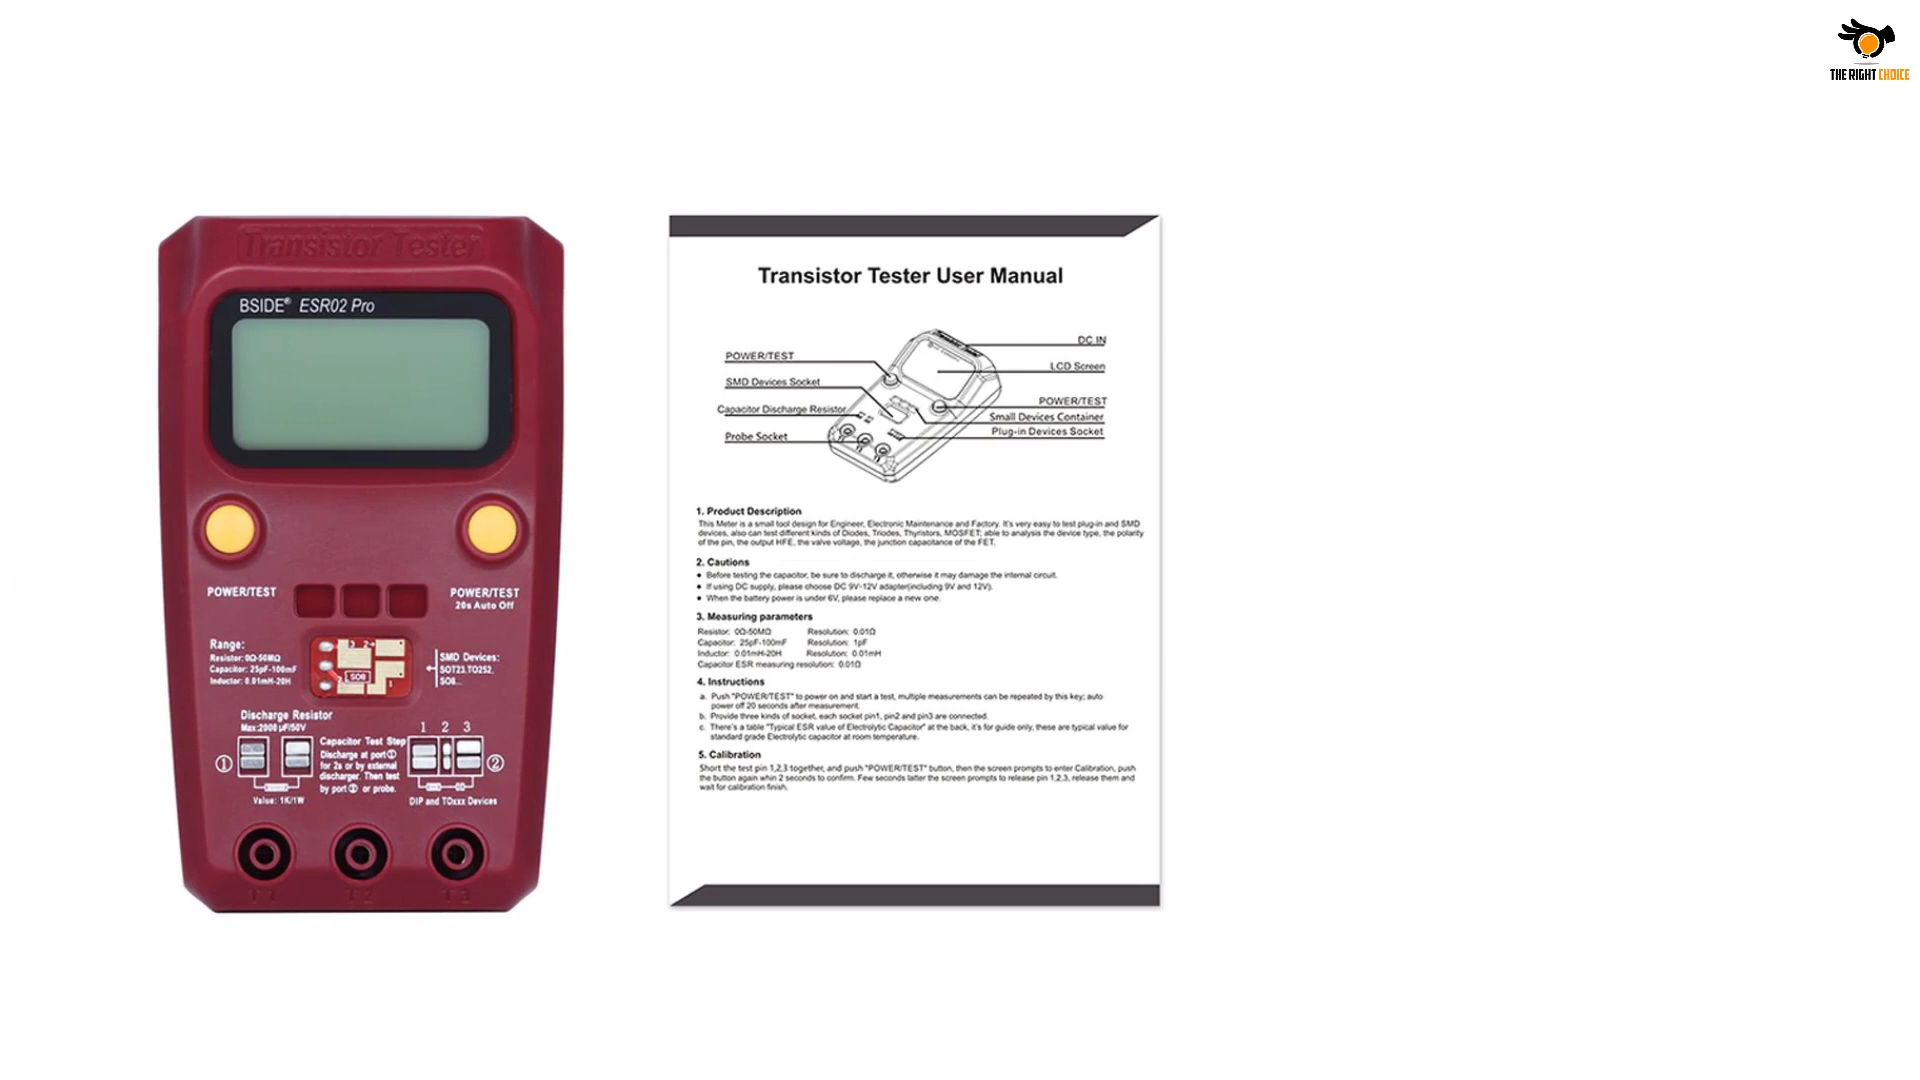 THE RIGHT CHOICE
Transistor Tester
BSIDE® ESR02 Pro
POWER/TEST
POWER/TEST
20s Auto Off
Range:
Resistor: 0Ω-50MΩ
Capacitor: 25pF-100mF
Inductor: 0.01mH-20H
3 2
SO8
1
SMD Devices:
SOT23.TO252.
SO8...
Discharge Resistor
Max:2000 μF/50V
Capacitor Test Step
Discharge at port①
for 2s or by external
discharger. Then test
by port② or probe.
①
Value: 1K/1W
1 2 3
②
DIP and TOxxx Devices
T1 T2 T3
Transistor Tester User Manual
POWER/TEST
SMD Devices Socket
Capacitor Discharge Resistor
Probe Socket
DC IN
LCD Screen
POWER/TEST
Small Devices Container
Plug-in Devices Socket
1. Product Description
This Meter is a small tool design for Engineer, Electronic Maintenance and Factory. It's very easy to test plug-in and SMD
devices, also can test different kinds of Diodes, Triodes, Thyristors, MOSFET; able to analysis the device type, the polarity
of the pin, the output HFE, the valve voltage, the junction capacitance of the FET.
2. Cautions
● Before testing the capacitor, be sure to discharge it, otherwise it may damage the internal circuit.
● If using DC supply, please choose DC 9V-12V adapter(including 9V and 12V).
● When the battery power is under 6V, please replace a new one.
3. Measuring parameters
Resistor: 0Ω-50MΩ Resolution: 0.01Ω
Capacitor: 25pF-100mF Resolution: 1pF
Inductor: 0.01mH-20H Resolution: 0.01mH
Capacitor ESR measuring resolution: 0.01Ω
4. Instructions
a. Push "POWER/TEST" to power on and start a test, multiple measurements can be repeated by this key; auto
power off 20 seconds after measurement.
b. Provide three kinds of socket, each socket pin1, pin2 and pin3 are connected.
c. There's a table "Typical ESR value of Electrolytic Capacitor" at the back, it's for guide only, these are typical value for
standard grade Electrolytic capacitor at room temperature.
5. Calibration
Short the test pin 1,2,3 together, and push "POWER/TEST" button, then the screen prompts to enter Calibration, push
the button again whin 2 seconds to confirm. Few seconds latter the screen prompts to release pin 1,2,3, release them and
wait for calibration finish.